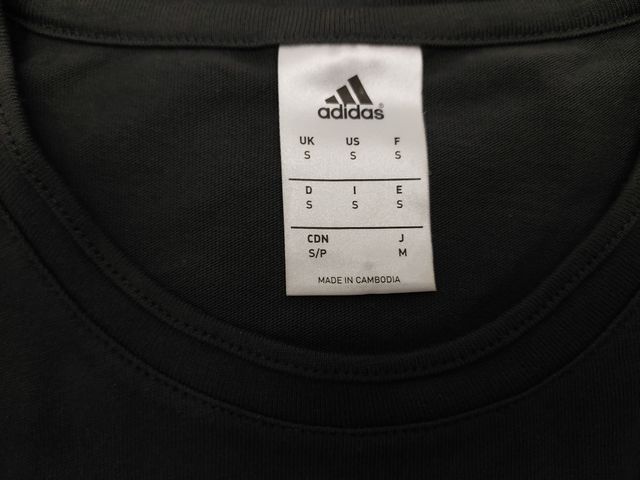 adidas®
UK US F
S S S
D I E
S S S
CDN J
S/P M
MADE IN CAMBODIA